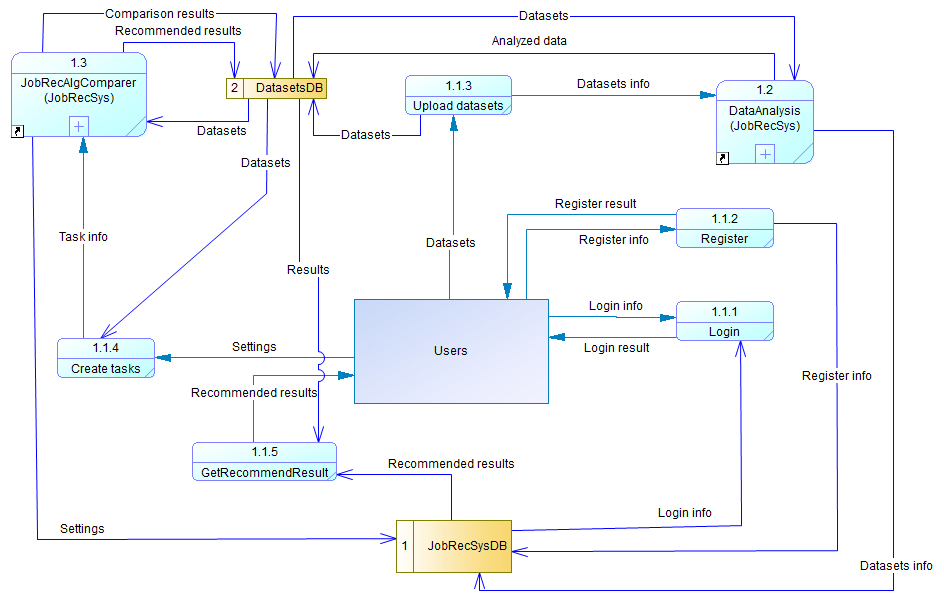 Comparison results
Datasets
Recommended results
Analyzed data
1.3
JobRecAlgComparer
(JobRecSys)
2
DatasetsDB
1.1.3
Upload datasets
Datasets info
1.2
DataAnalysis
(JobRecSys)
Datasets
Datasets
Datasets
Register result
1.1.2
Register
Register info
Task info
Datasets
Results
Login info
1.1.1
Login
Login result
Users
1.1.4
Create tasks
Settings
Recommended results
Register info
1.1.5
GetRecommendResult
Recommended results
Login info
Settings
1
JobRecSysDB
Datasets info